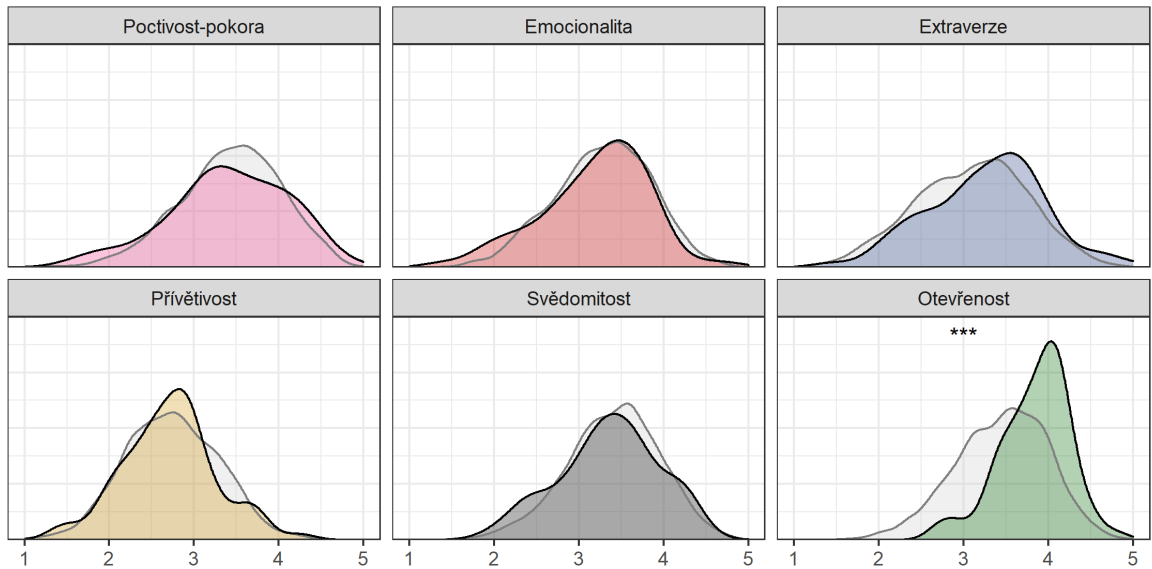 Poctivost-pokora
Emocionalita
Extraverze
Přívětivost
Svědomitost
Otevřenost
***
1 2 3 4 5
1 2 3 4 5
1 2 3 4 5